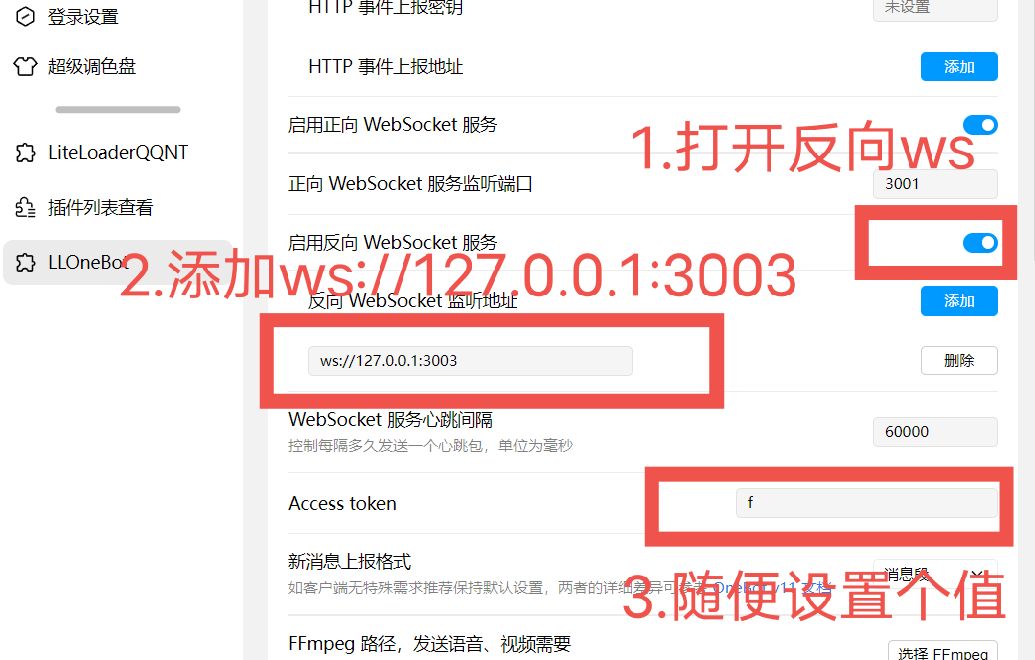 登录设置
超级调色盘
LiteLoaderQQNT
插件列表查看
LLOneBot
HTTP 事件上报密钥
未设置
HTTP 事件上报地址
添加
启用正向 WebSocket 服务
1.打开反向ws
正向 WebSocket 服务监听端口
3001
启用反向 WebSocket 服务
2.添加ws://127.0.0.1:3003
反向 WebSocket 监听地址
添加
ws://127.0.0.1:3003
删除
WebSocket 服务心跳间隔
控制每隔多久发送一个心跳包，单位为毫秒
60000
Access token
f
新消息上报格式
如客户端无特殊需求推荐保持默认设置，两者的详细差异可参考 OneBot v11 文档
消息段
3.随便设置个值
FFmpeg 路径，发送语音、视频需要
选择 FFmpeg